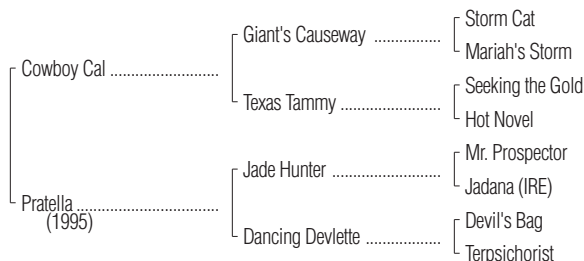 Storm Cat
Giant's Causeway ................
Mariah's Storm
Cowboy Cal ...........................
Seeking the Gold
Texas Tammy .........................
Hot Novel
Mr. Prospector
Jade Hunter ...........................
Jadana (IRE)
Pratella ...................................
(1995)
Devil's Bag
Dancing Devlette ..................
Terpsichorist